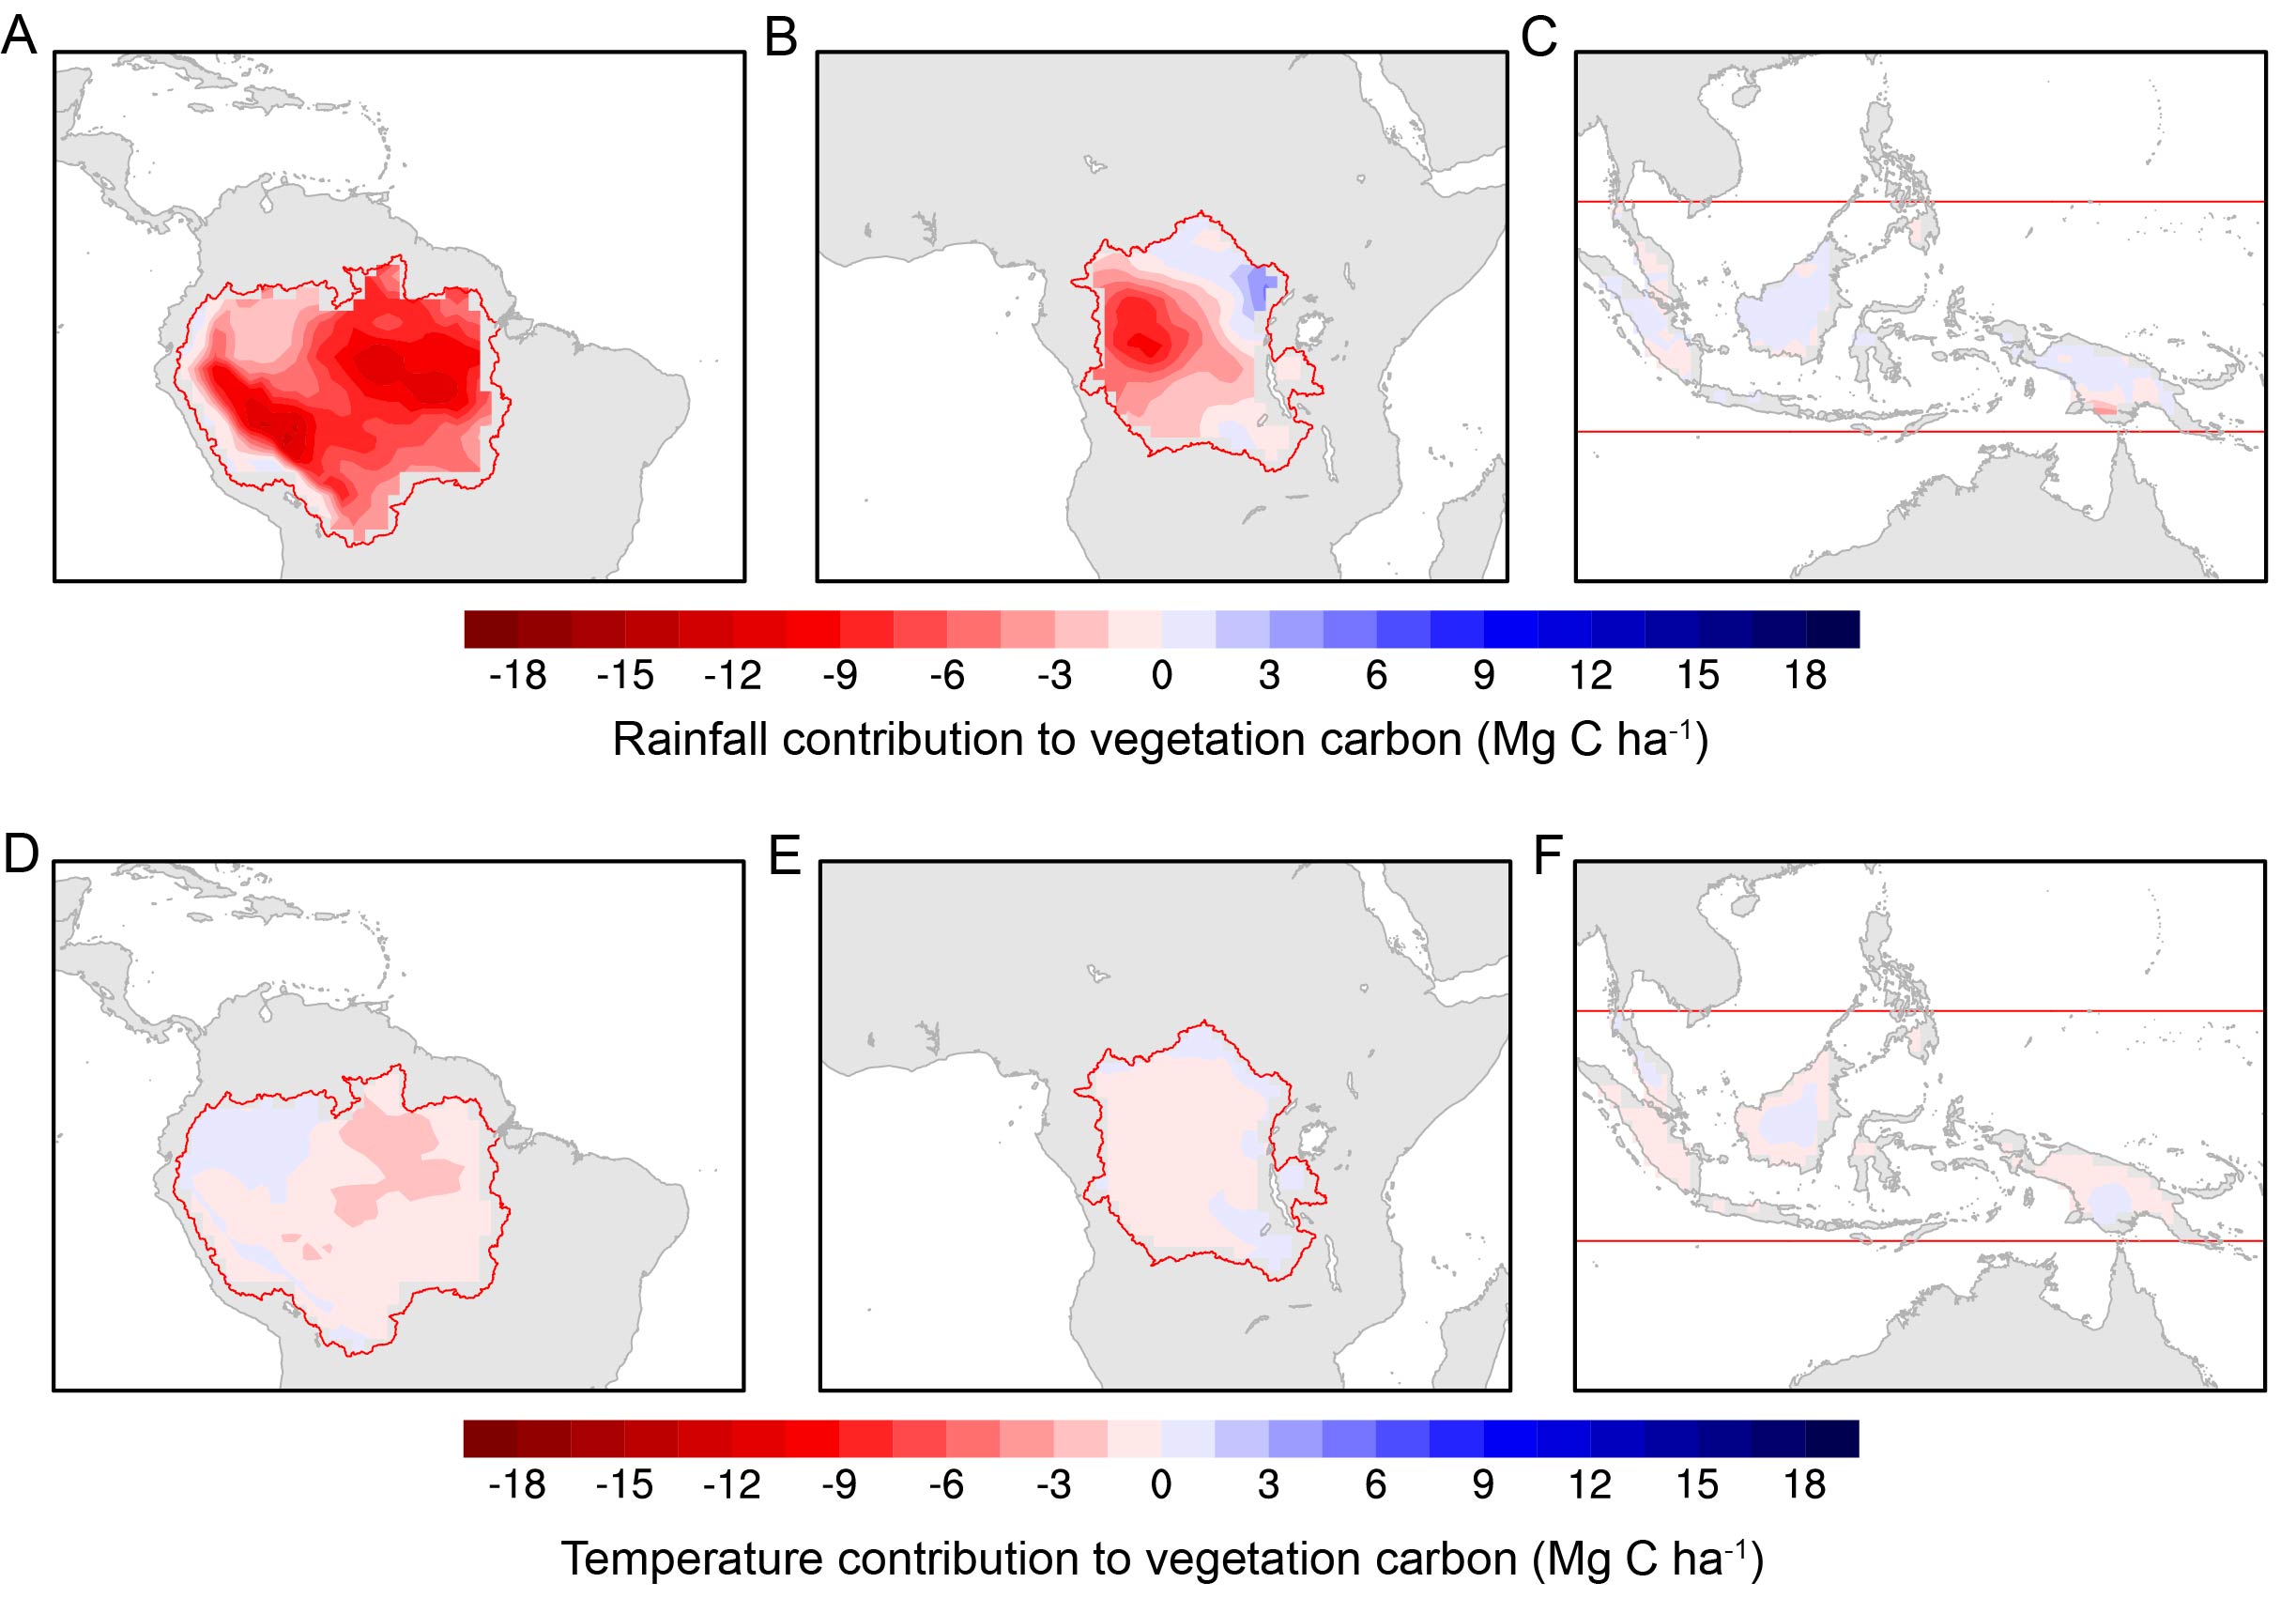 A B C
-18 -15 -12 -9 -6 -3 0 3 6 9 12 15 18
Rainfall contribution to vegetation carbon (Mg C ha-1)
D E F
-18 -15 -12 -9 -6 -3 0 3 6 9 12 15 18
Temperature contribution to vegetation carbon (Mg C ha-1)